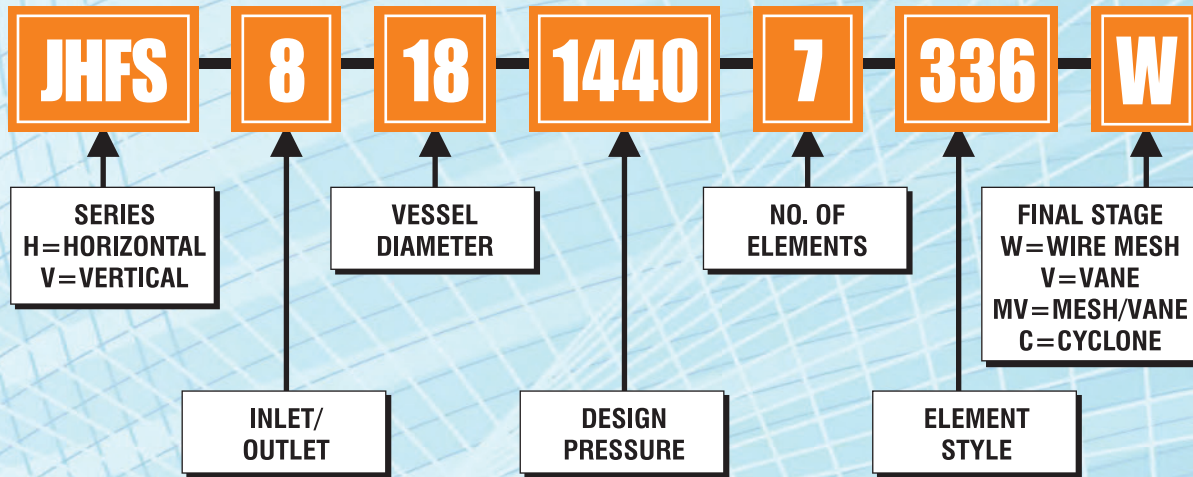 JHFS 8 18 1440 7 336 W
SERIES
H=HORIZONTAL
V=VERTICAL
VESSEL
DIAMETER
NO. OF
ELEMENTS
FINAL STAGE
W=WIRE MESH
V=VANE
MV=MESH/VANE
C=CYCLONE
INLET/
OUTLET
DESIGN
PRESSURE
ELEMENT
STYLE